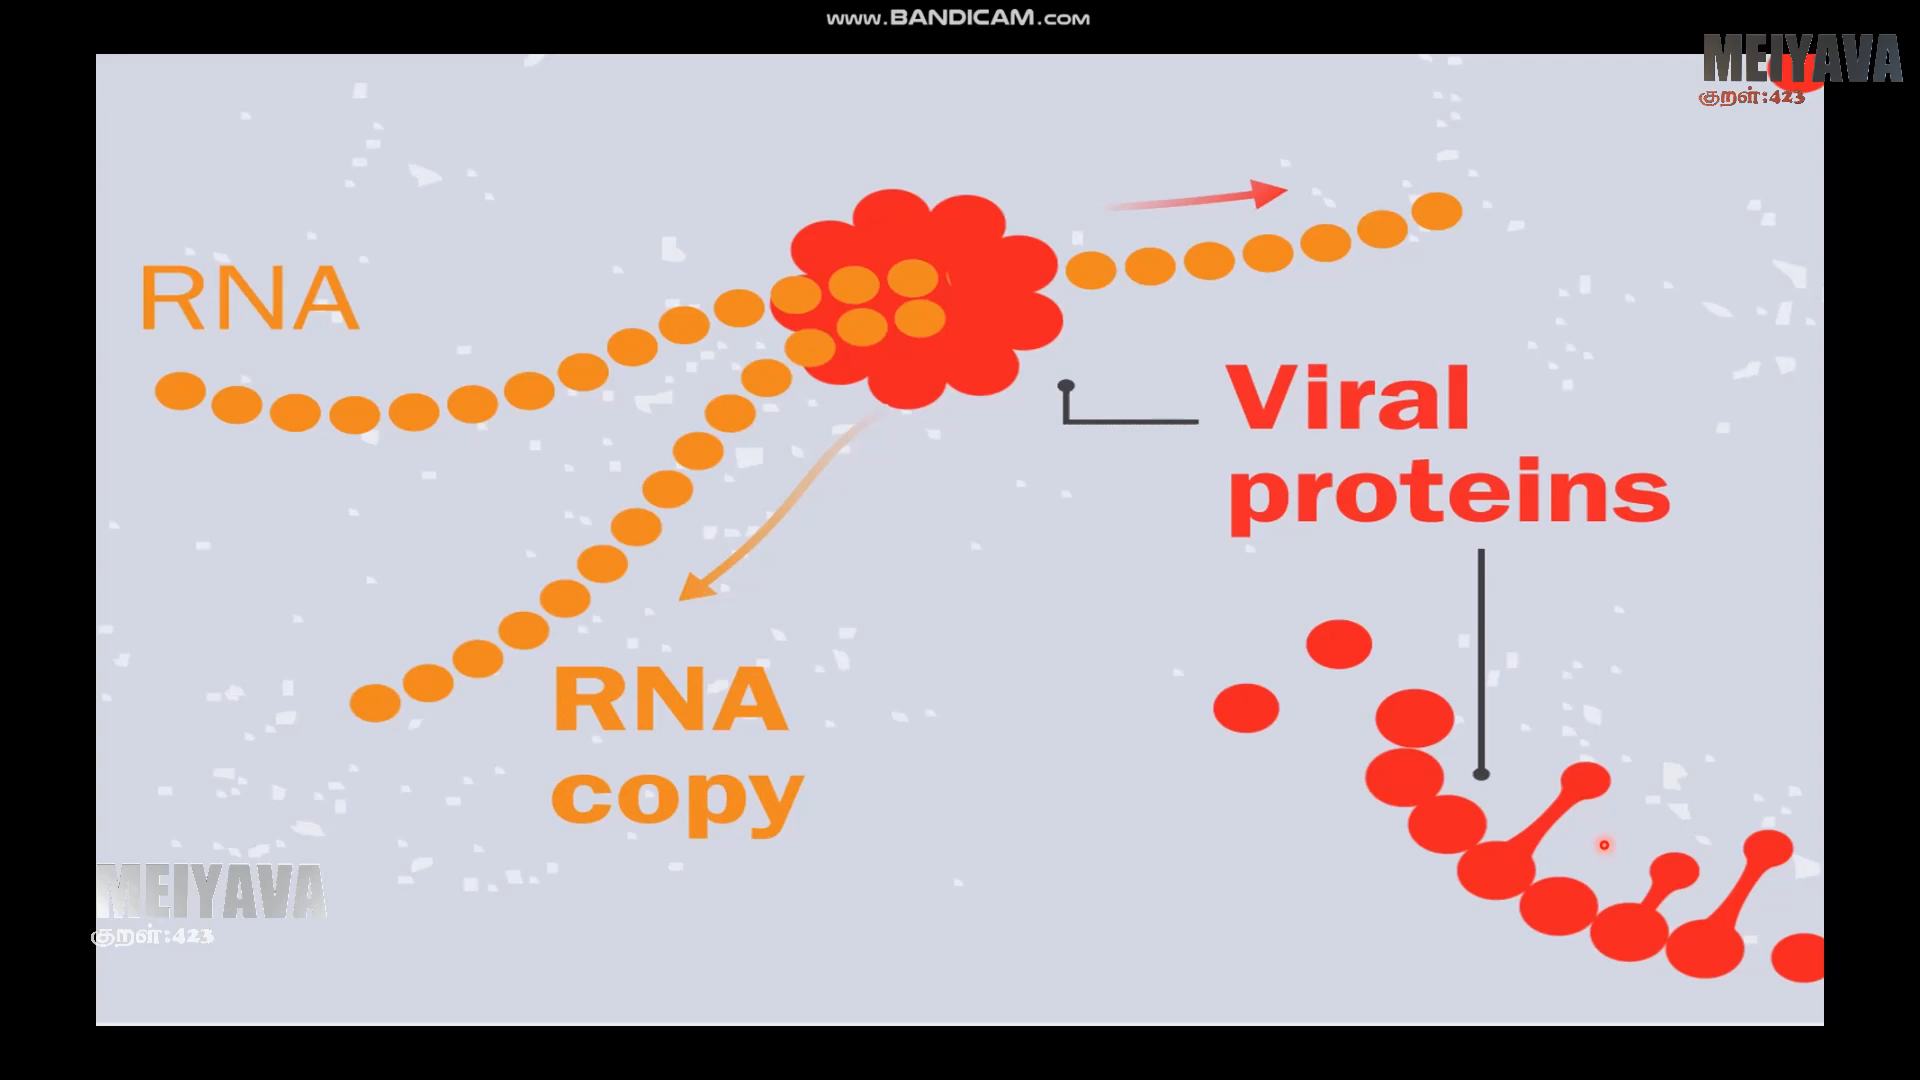 www.BANDICAM.com
MEIYAVA
குறள்:423
RNA
Viral
proteins
RNA
copy
MEIYAVA
குறள்:423